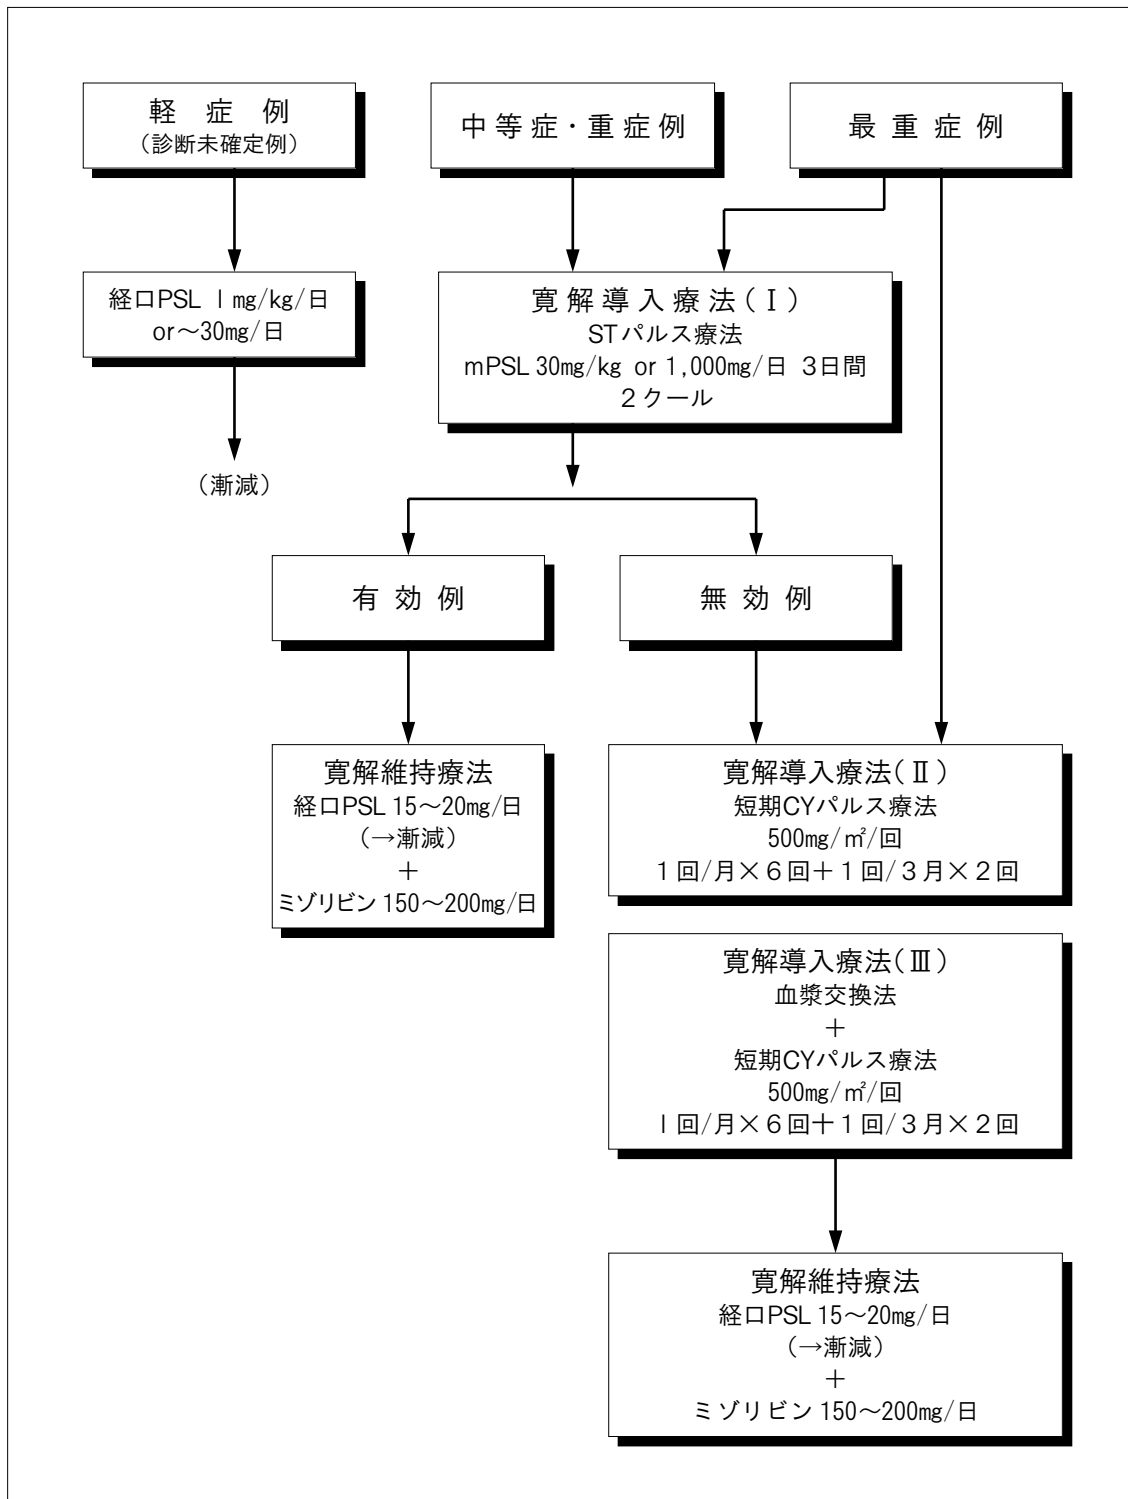 軽症例
（診断未確定例）
中等症・重症例
最重症例
経口PSL 1mg/kg/日
or～30㎎/日
（漸減）
寛解導入療法（Ⅰ）
STパルス療法
mPSL 30㎎/kg or 1,000㎎/日 3日間
2クール
有効例
無効例
寛解維持療法
経口PSL 15～20㎎/日
（→漸減）
＋
ミゾリビン 150～200㎎/日
寛解導入療法（Ⅱ）
短期CYパルス療法
500㎎/㎡/回
1回/月×6回＋1回/3月×2回
寛解導入療法（Ⅲ）
血漿交換法
＋
短期CYパルス療法
500㎎/㎡/回
1回/月×6回＋1回/3月×2回
寛解維持療法
経口PSL 15～20㎎/日
（→漸減）
＋
ミゾリビン 150～200㎎/日